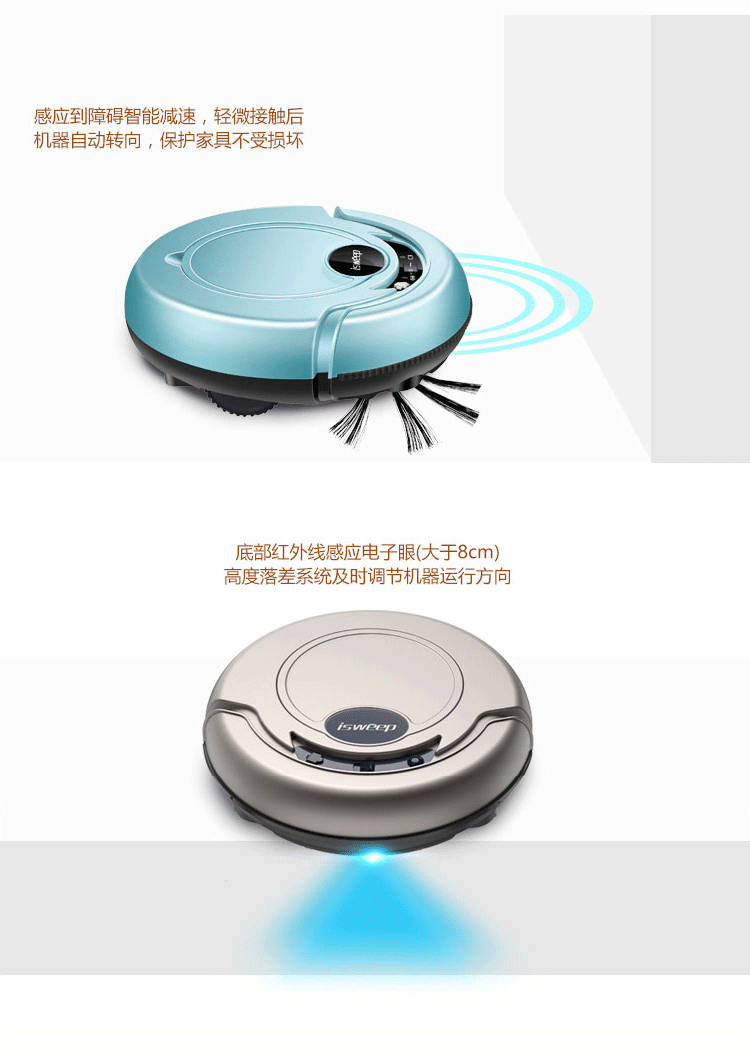 感应到障碍智能减速，轻微接触后
机器自动转向，保护家具不受损坏
isweep
底部红外线感应电子眼(大于8cm)
高度落差系统及时调节机器运行方向
isweep